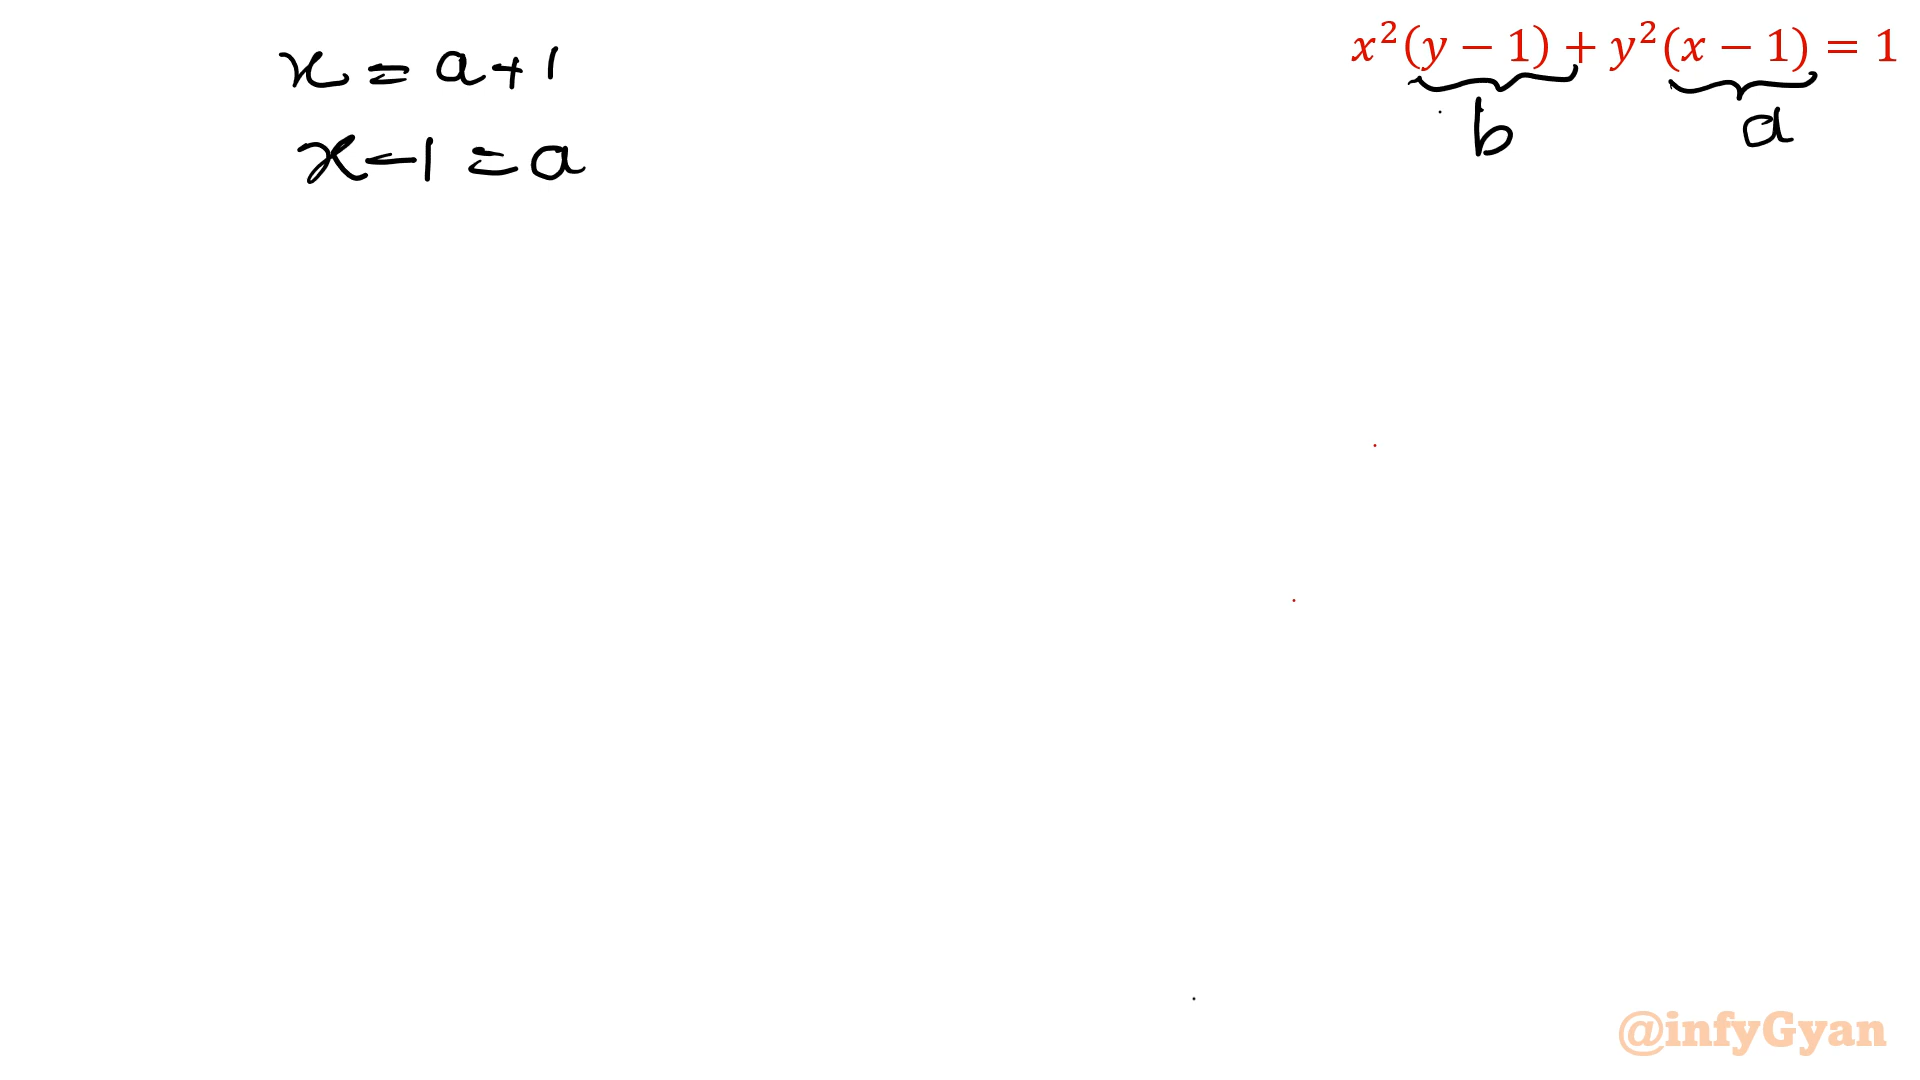 x = a + 1
x²(y − 1) + y²(x − 1) = 1
b
a
x − 1 = a
@infyGyan